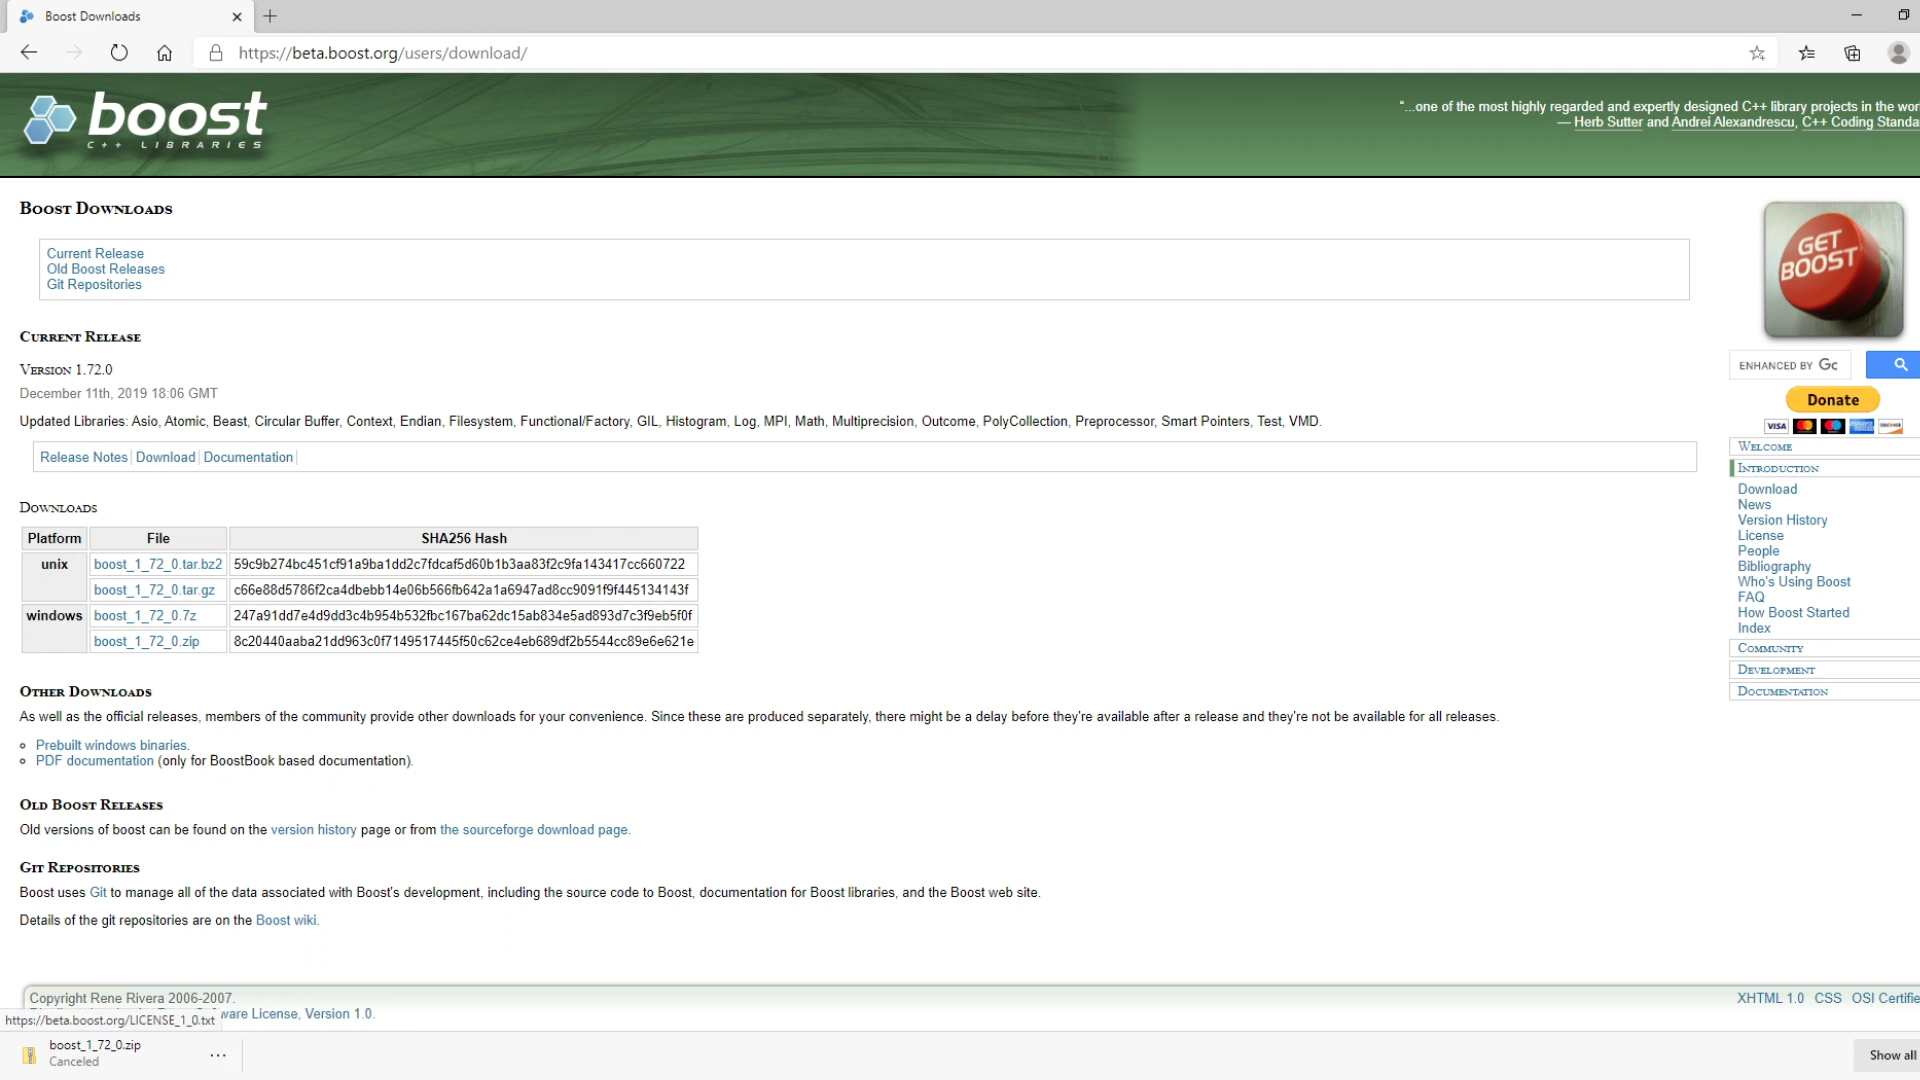 Boost Downloads
https://beta.boost.org/users/download/
boost
C++ LIBRARIES
"...one of the most highly regarded and expertly designed C++ library projects in the
— Herb Sutter and Andrei Alexandrescu, C++ Coding
BOOST DOWNLOADS
Current Release
Old Boost Releases
Git Repositories
GET BOOST
CURRENT RELEASE
VERSION 1.72.0
December 11th, 2019 18:06 GMT
Updated Libraries: Asio, Atomic, Beast, Circular Buffer, Context, Endian, Filesystem, Functional/Factory, GIL, Histogram, Log, MPI, Math, Multiprecision, Outcome, PolyCollection, Preprocessor, Smart Pointers, Test, VMD.
Release Notes Download Documentation
DOWNLOADS
Platform File SHA256 Hash
unix boost_1_72_0.tar.bz2 59c9b274bc451cf91a9ba1dd2c7fdcaf5d60b1b3aa83f2c9fa143417cc660722
boost_1_72_0.tar.gz c66e88d5786f2ca4dbebb14e06b566fb642a1a6947ad8cc9091f9f445134143f
windows boost_1_72_0.7z 247a91dd7e4d9dd3c4b954b532fbc167ba62dc15ab834e5ad893d7c3f9eb5f0f
boost_1_72_0.zip 8c20440aaba21dd963c0f7149517445f50c62ce4eb689df2b5544cc89e6e621e
OTHER DOWNLOADS
As well as the official releases, members of the community provide other downloads for your convenience. Since these are produced separately, there might be a delay before they're available after a release and they're not be available for all releases.
Prebuilt windows binaries.
PDF documentation (only for BoostBook based documentation).
OLD BOOST RELEASES
Old versions of boost can be found on the version history page or from the sourceforge download page.
GIT REPOSITORIES
Boost uses Git to manage all of the data associated with Boost's development, including the source code to Boost, documentation for Boost libraries, and the Boost web site.
Details of the git repositories are on the Boost wiki.
ENHANCED BY
Donate
VISA
DISCOVER
WELCOME
INTRODUCTION
Download
News
Version History
License
People
Bibliography
Who's Using Boost
FAQ
How Boost Started
Index
COMMUNITY
DEVELOPMENT
DOCUMENTATION
Copyright Rene Rivera 2006-2007.
License, Version 1.0.
XHTML 1.0 CSS OSI
https://beta.boost.org/LICENSE_1_0.txt
boost_1_72_0.zip
Canceled
Show all